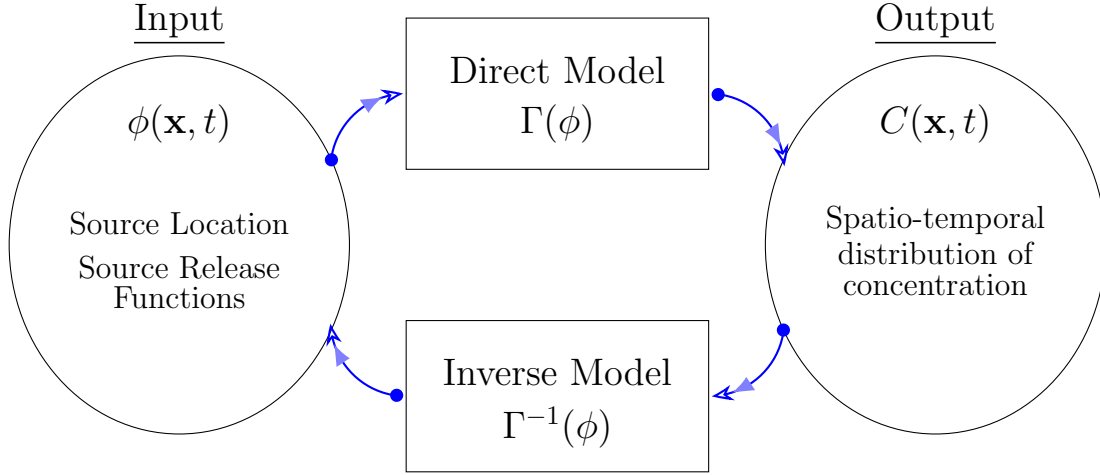 Input
ϕ(𝐱, t)
Source Location
Source Release
Functions
Direct Model
Γ(ϕ)
Inverse Model
Γ⁻¹(ϕ)
Output
C(𝐱, t)
Spatio-temporal
distribution of
concentration